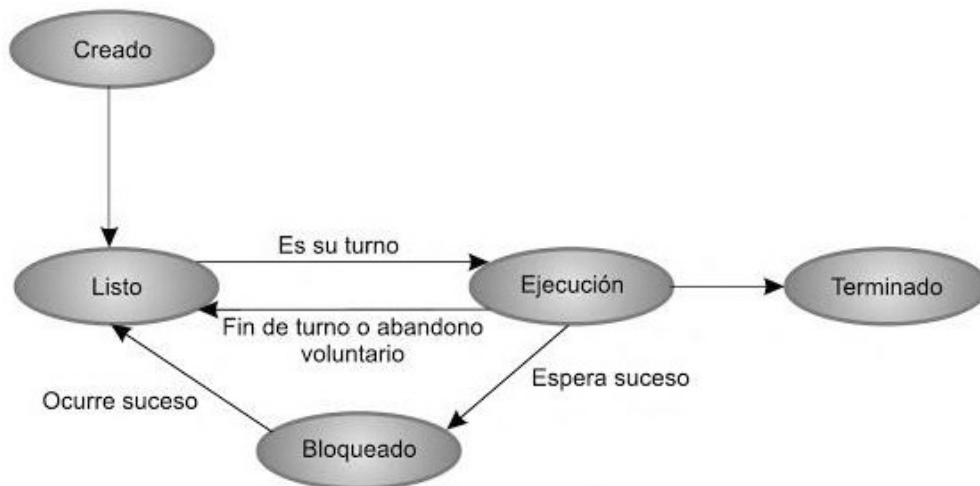 Creado
Es su turno
Listo
Ejecución
Terminado
Fin de turno o abandono
voluntario
Espera suceso
Ocurre suceso
Bloqueado